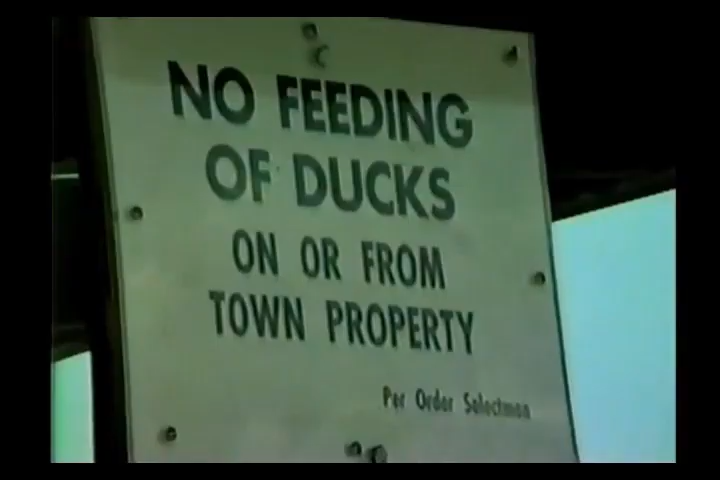 NO FEEDING
OF DUCKS
ON OR FROM
TOWN PROPERTY
Per Order Selectmen